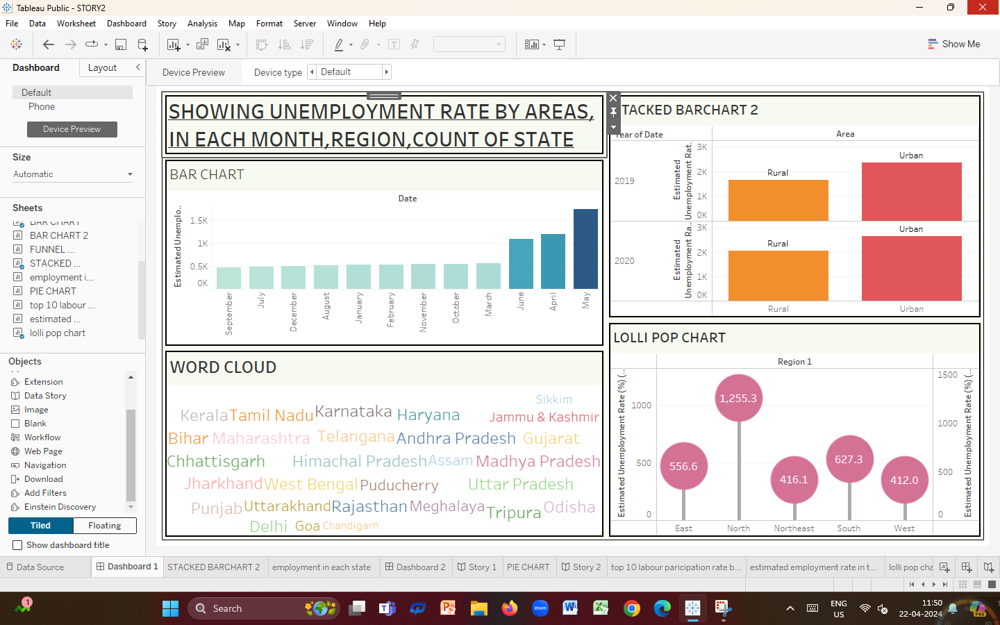 Tableau Public - STORY2
File Data Worksheet Dashboard Story Analysis Map Format Server Window Help
Show Me
Dashboard Layout
Device Preview Device type Default
Default
Phone
Device Preview
Size
Automatic
Sheets
BAR CHART
BAR CHART 2
FUNNEL ...
STACKED ...
employment i...
PIE CHART
top 10 labour ...
estimated ...
lolli pop chart
Objects
Extension
Data Story
Image
Blank
Workflow
Web Page
Navigation
Download
Add Filters
Einstein Discovery
Tiled Floating
Show dashboard title
SHOWING UNEMPLOYMENT RATE BY AREAS,
IN EACH MONTH,REGION,COUNT OF STATE
BAR CHART
Date
Estimated Unemplo..
1.5K
1K
0.5K
0K
September July December August January February November October March June April May
WORD CLOUD
Sikkim
Kerala Tamil Nadu Karnataka Haryana Jammu & Kashmir
Bihar Maharashtra Telangana Andhra Pradesh Gujarat
Chhattisgarh Himachal Pradesh Assam Madhya Pradesh
Jharkhand West Bengal Puducherry Uttar Pradesh
Punjab Uttarakhand Rajasthan Meghalaya Tripura Odisha
Delhi Goa Chandigarh
TACKED BARCHART 2
Year of Date Area
2019
Estimated
Unemployment Rat..
3K
2K
1K
0K
Rural Urban
2020
Estimated
Unemployment Ra..
3K
2K
1K
0K
Rural Urban
Rural Urban
LOLLI POP CHART
Region 1
Estimated Unemployment Rate (%) (..
1000
500
0
556.6 1,255.3 416.1 627.3 412.0
1500
1000
500
0
Estimated Unemployment Rate (%) (..
East North Northeast South West
Data Source Dashboard 1 STACKED BARCHART 2 employment in each state Dashboard 2 Story 1 PIE CHART Story 2 top 10 labour paricipation rate b... estimated employment rate in t... lolli pop cha
1
Search
zoom
ENG
US
11:50
22-04-2024
PRE